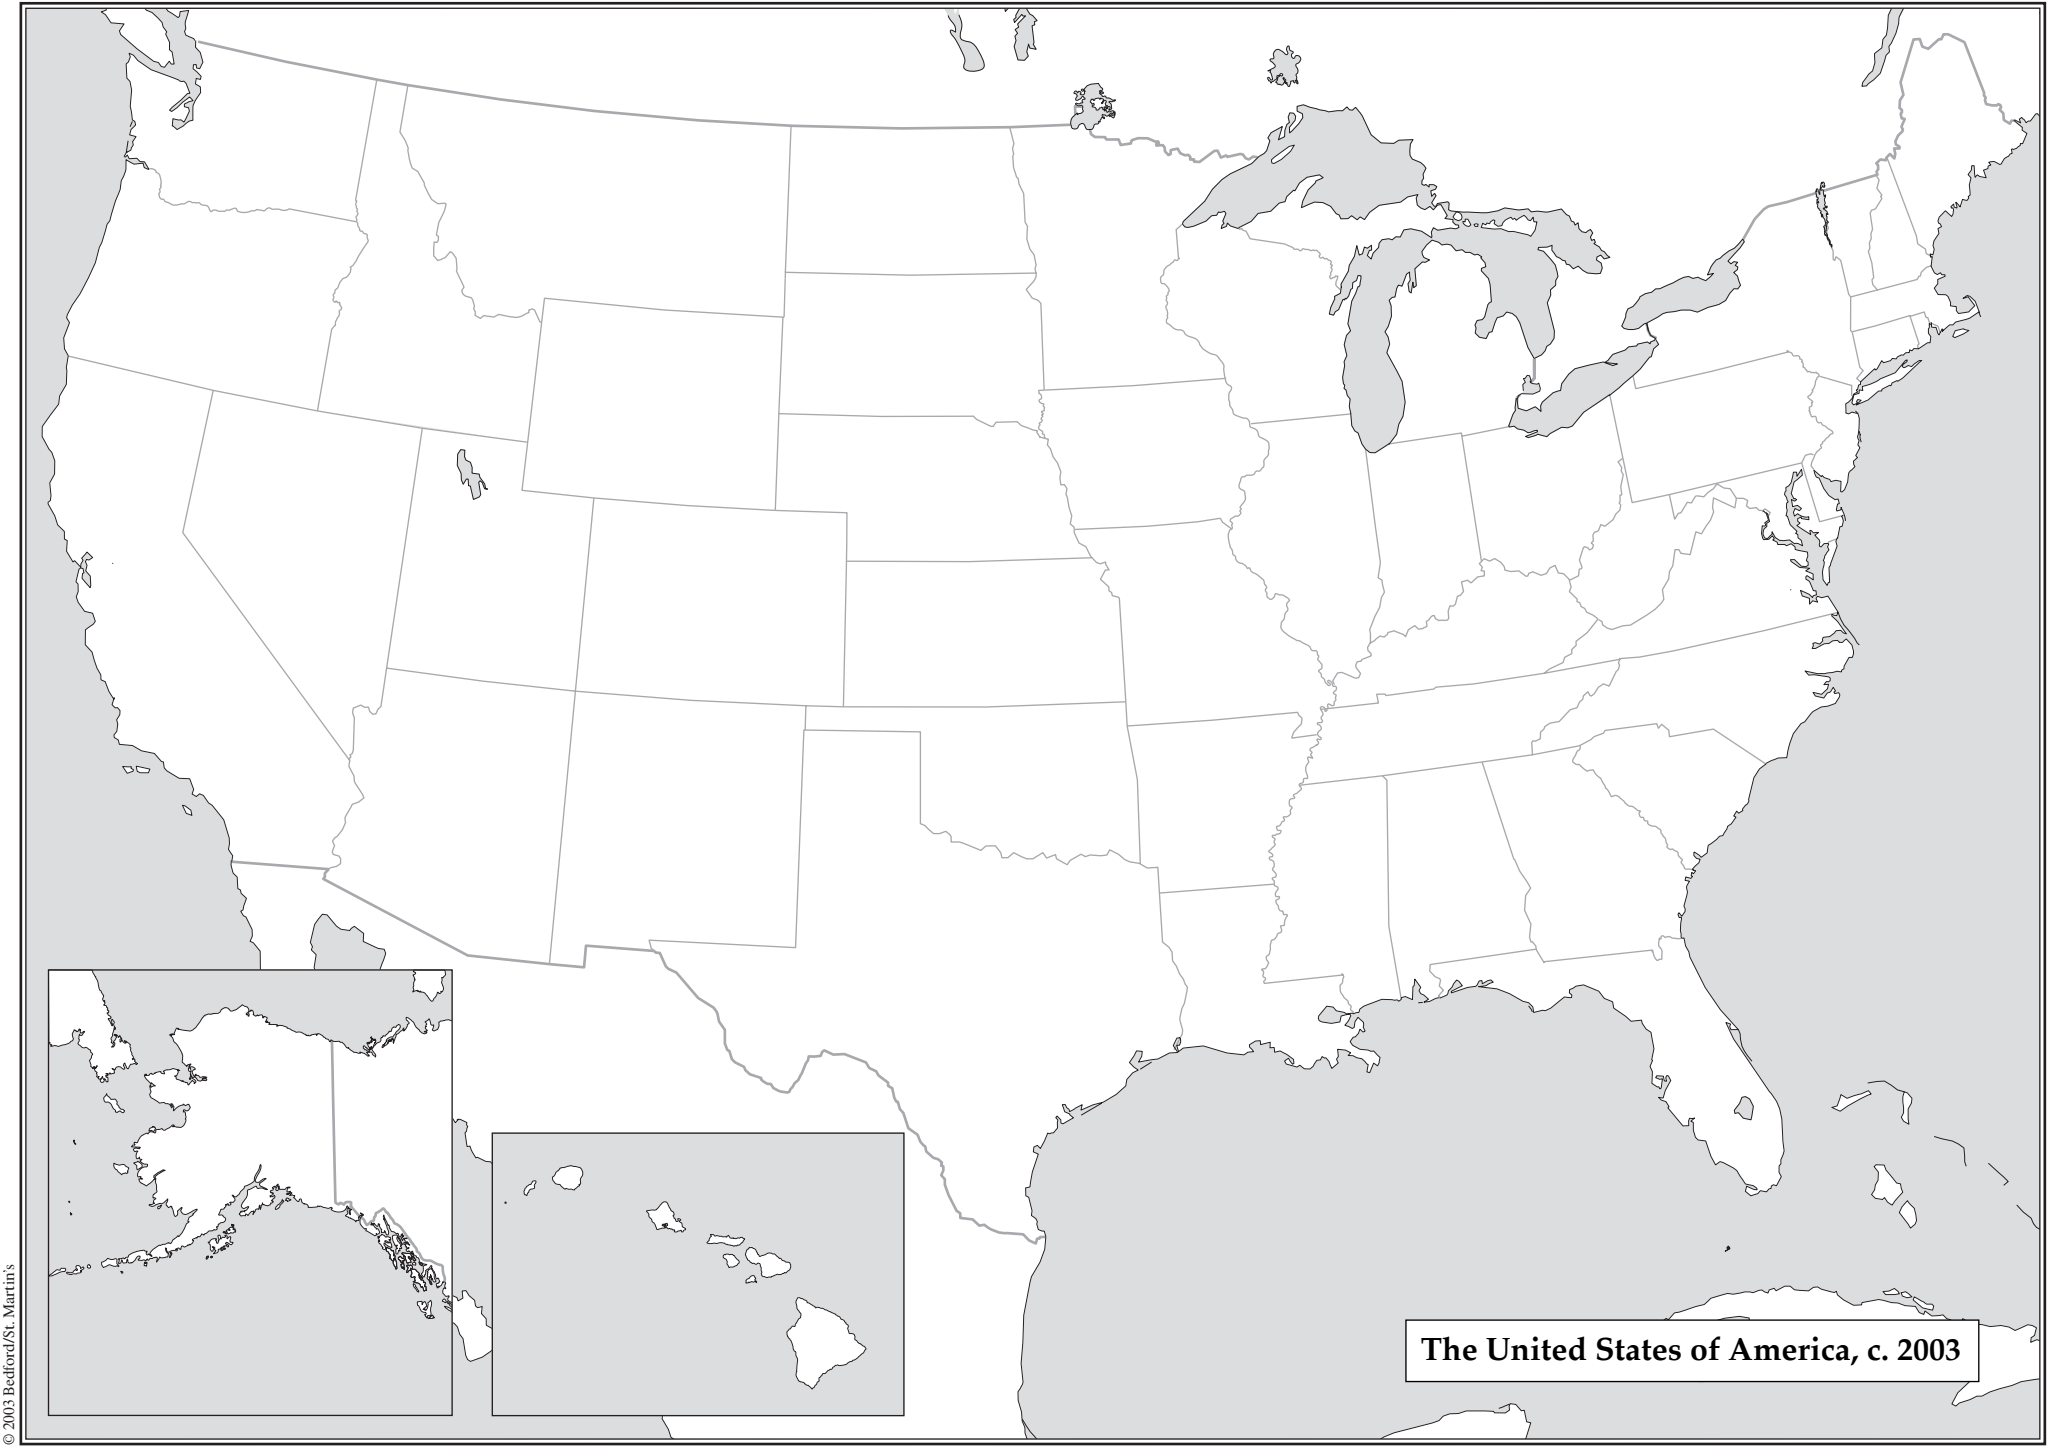 The United States of America, c. 2003
© 2003 Bedford/St. Martin's